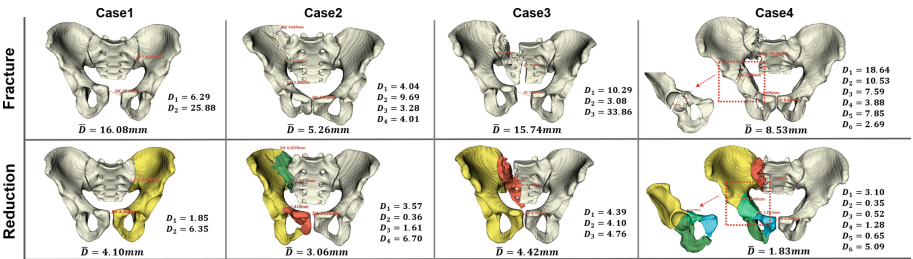 Case1
Case2
Case3
Case4
Fracture
D₁ = 6.29
D₂ = 25.88
D̅ = 16.08mm
D₁ = 4.04
D₂ = 9.69
D₃ = 3.28
D₄ = 4.01
D̅ = 5.26mm
D₁ = 10.29
D₂ = 3.08
D₃ = 33.86
D̅ = 15.74mm
D₁ = 18.64
D₂ = 10.53
D₃ = 7.59
D₄ = 3.88
D₅ = 7.85
D₆ = 2.69
D̅ = 8.53mm
Reduction
D₁ = 1.85
D₂ = 6.35
D̅ = 4.10mm
D₁ = 3.57
D₂ = 0.36
D₃ = 1.61
D₄ = 6.70
D̅ = 3.06mm
D₁ = 4.39
D₂ = 4.10
D₃ = 4.76
D̅ = 4.42mm
D₁ = 3.10
D₂ = 0.35
D₃ = 0.52
D₄ = 1.28
D₅ = 0.65
D₆ = 5.09
D̅ = 1.83mm